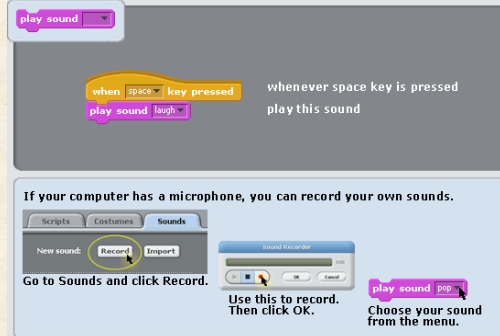 play sound
when space key pressed
play sound laugh
whenever space key is pressed
play this sound
If your computer has a microphone, you can record your own sounds.
Scripts Costumes Sounds
New sound: Record Import
Go to Sounds and click Record.
Sound Recorder
OK Cancel
Use this to record.
Then click OK.
play sound pop
Choose your sound
from the menu.